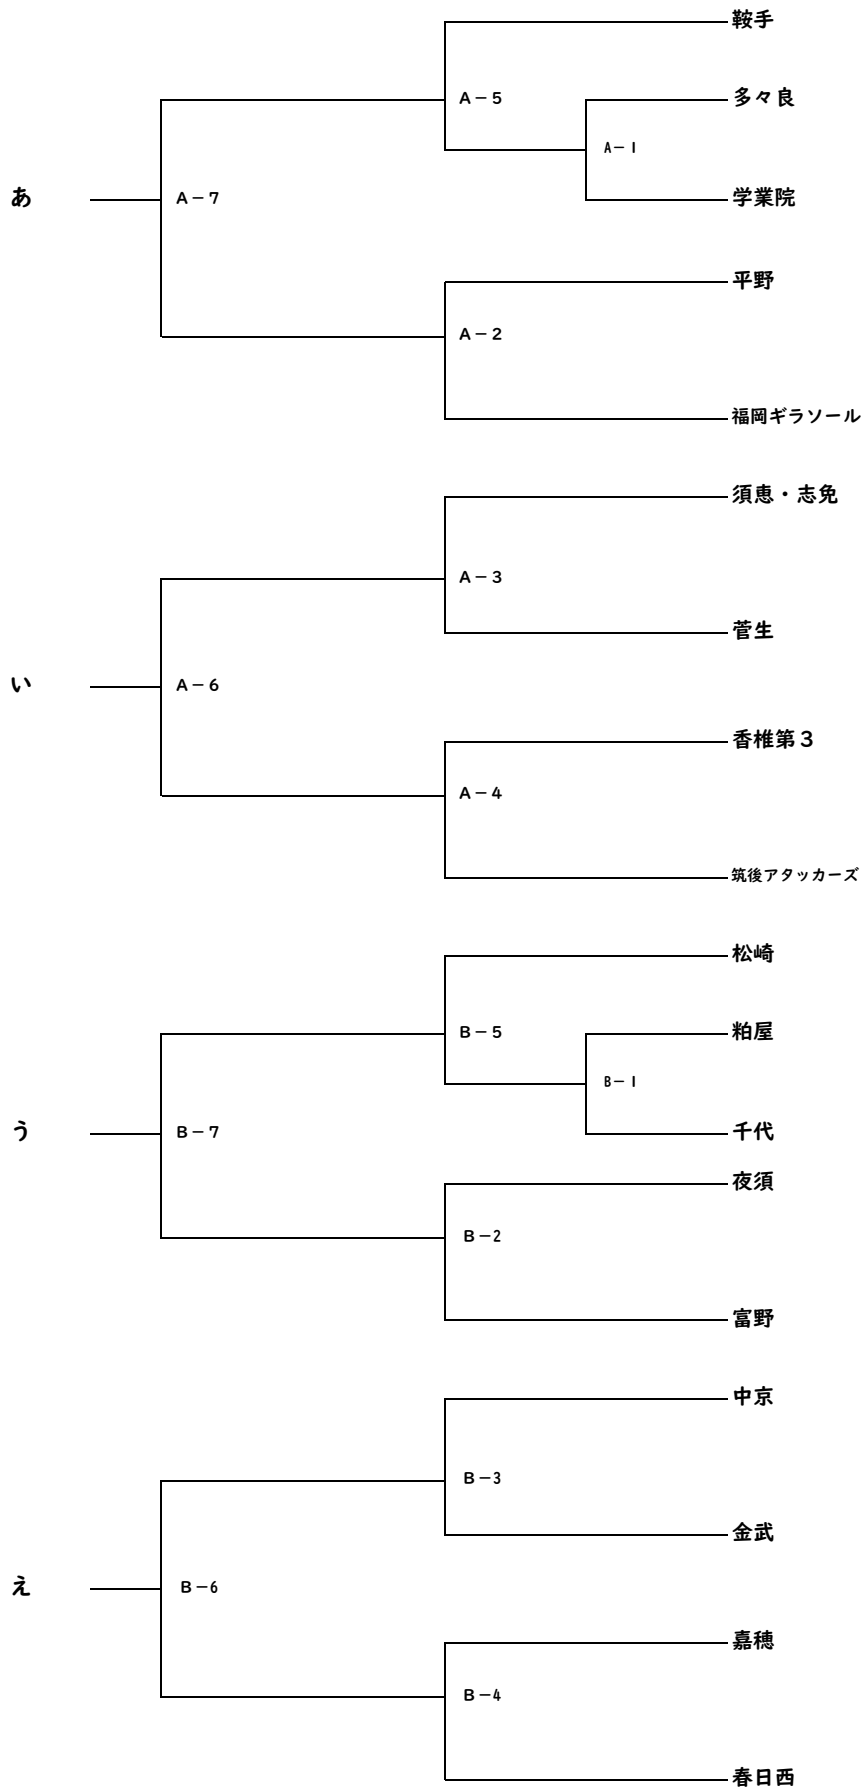 鞍手
Ａ－５
多々良
A－１
学業院
あ
Ａ－７
平野
Ａ－２
福岡ギラソール
須恵・志免
Ａ－３
菅生
い
Ａ－６
香椎第３
Ａ－４
筑後アタッカーズ
松崎
Ｂ－５
粕屋
B－１
千代
う
Ｂ－７
夜須
Ｂ－2
富野
中京
Ｂ－3
金武
え
Ｂ－6
嘉穂
Ｂ－4
春日西